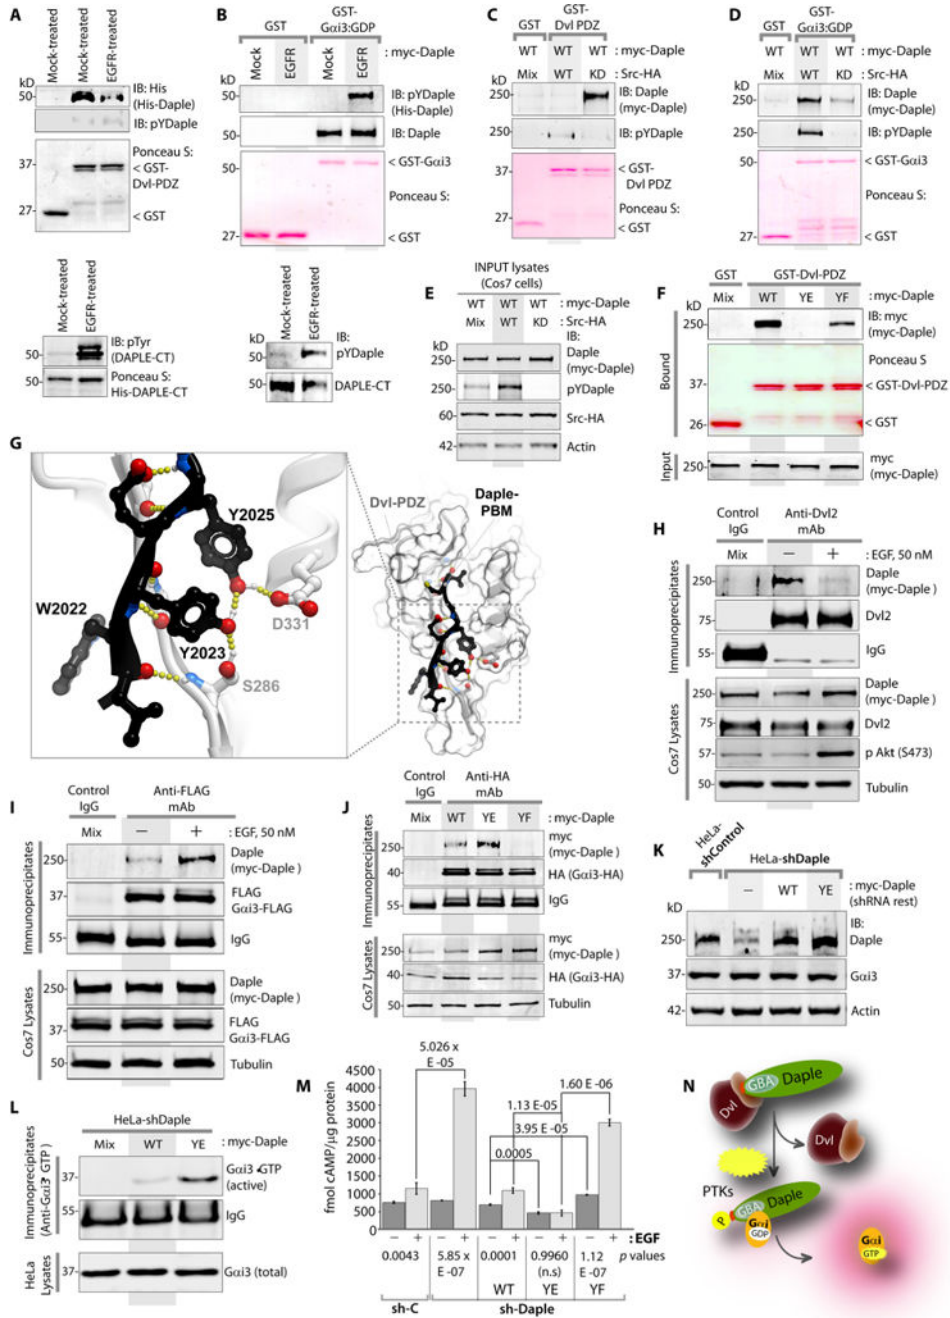 A
Mock-treated
Mock-treated
EGFR-treated
kD
50
IB: His
(His-Daple)
IB: pYDaple
37
Ponceau S:
< GST-
Dvl-PDZ
27
< GST
Mock-treated
EGFR-treated
50
IB: pTyr
(DAPLE-CT)
50
Ponceau S:
His-DAPLE-CT
B
GST
GST-
Gαi3:GDP
Mock
EGFR
Mock
EGFR
: myc-Daple
kD
50
IB: pYDaple
(His-Daple)
50
IB: Daple
50
< GST-Gαi3
Ponceau S:
27
< GST
Mock-treated
EGFR-treated
IB:
50
pYDaple
50
DAPLE-CT
C
GST
GST-
Dvl PDZ
WT WT WT
: myc-Daple
Mix WT KD
Src-HA
kD
250
IB: Daple
(myc-Daple)
250
IB: pYDaple
37
< GST-
Dvl PDZ
27
Ponceau S:
< GST
D
GST
GST-
Gαi3:GDP
WT WT WT
: myc-Daple
Mix WT KD
Src-HA
kD
250
IB: Daple
(myc-Daple)
250
IB: pYDaple
50
< GST-Gαi3
Ponceau S:
27
< GST
E
INPUT lysates
(Cos7 cells)
WT WT WT : myc-Daple
Mix WT KD Src-HA
kD
IB:
250
Daple
(myc-Daple)
250
pYDaple
60
Src-HA
42
Actin
F
GST
GST-Dvl-PDZ
Mix WT YE YF
: myc-Daple
kD
Bound
250
IB: myc
(myc-Daple)
Ponceau S
37
< GST-Dvl-PDZ
26
< GST
Input
250
myc
(myc-Daple)
G
Y2025
W2022
Y2023
D331
S286
Dvl-PDZ
Daple-
PBM
H
Control
IgG
Anti-Dvl2
mAb
Mix − +
: EGF, 50 nM
Immunoprecipitates
250
Daple
(myc-Daple )
75
Dvl2
55
IgG
Cos7 Lysates
250
Daple
(myc-Daple )
75
Dvl2
57
p Akt (S473)
50
Tubulin
I
Control
IgG
Anti-FLAG
mAb
Mix − +
: EGF, 50 nM
Immunoprecipitates
250
Daple
(myc-Daple )
37
FLAG
Gαi3-FLAG
55
IgG
Cos7 Lysates
250
Daple
(myc-Daple )
37
FLAG
Gαi3-FLAG
50
Tubulin
J
Control
IgG
Anti-HA
mAb
Mix WT YE YF
: myc-Daple
Immunoprecipitates
250
myc
(myc-Daple )
40
HA (Gαi3-HA)
55
IgG
Cos7 Lysates
250
myc
(myc-Daple )
40
HA (Gαi3-HA)
50
Tubulin
K
HeLa-
shControl
HeLa-shDaple
− WT YE
: myc-Daple
(shRNA rest)
kD
IB:
250
Daple
37
Gαi3
42
Actin
L
HeLa-shDaple
Mix WT YE
: myc-Daple
Immunoprecipitates
(Anti-Gαi3 GTP)
37
Gαi3 GTP
(active)
55
IgG
HeLa
Lysates
37
Gαi3 (total)
M
fmol cAMP/µg protein
4500
4000
3500
3000
2500
2000
1500
1000
500
0
5.026 x
E -05
1.60 E -06
1.13 E -05
3.95 E -05
0.0005
− + − + − + − + − + : EGF
0.0043
5.85 x
E -07
0.0001
0.9960
(n.s)
1.12
E -07
p values
WT YE YF
sh-C
sh-Daple
N
GBA
Daple
Dvl
Dvl
PTKs
P
GBA
Daple
Gαi
GDP
Gαi
GTP